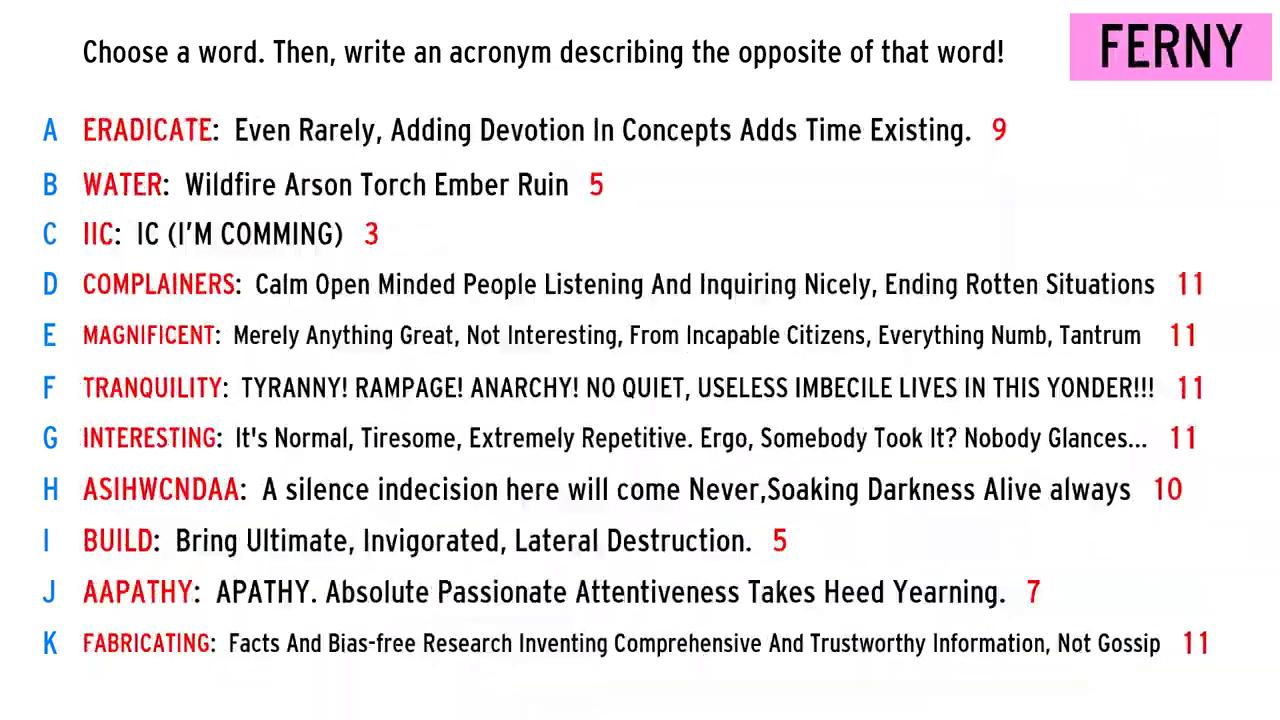 Choose a word. Then, write an acronym describing the opposite of that word!
FERNY
A ERADICATE: Even Rarely, Adding Devotion In Concepts Adds Time Existing. 9
B WATER: Wildfire Arson Torch Ember Ruin 5
C IIC: IC (I'M COMMING) 3
D COMPLAINERS: Calm Open Minded People Listening And Inquiring Nicely, Ending Rotten Situations 11
E MAGNIFICENT: Merely Anything Great, Not Interesting, From Incapable Citizens, Everything Numb, Tantrum 11
F TRANQUILITY: TYRANNY! RAMPAGE! ANARCHY! NO QUIET, USELESS IMBECILE LIVES IN THIS YONDER!!! 11
G INTERESTING: It's Normal, Tiresome, Extremely Repetitive. Ergo, Somebody Took It? Nobody Glances... 11
H ASIHWCNDAA: A silence indecision here will come Never,Soaking Darkness Alive always 10
I BUILD: Bring Ultimate, Invigorated, Lateral Destruction. 5
J AAPATHY: APATHY. Absolute Passionate Attentiveness Takes Heed Yearning. 7
K FABRICATING: Facts And Bias-free Research Inventing Comprehensive And Trustworthy Information, Not Gossip 11